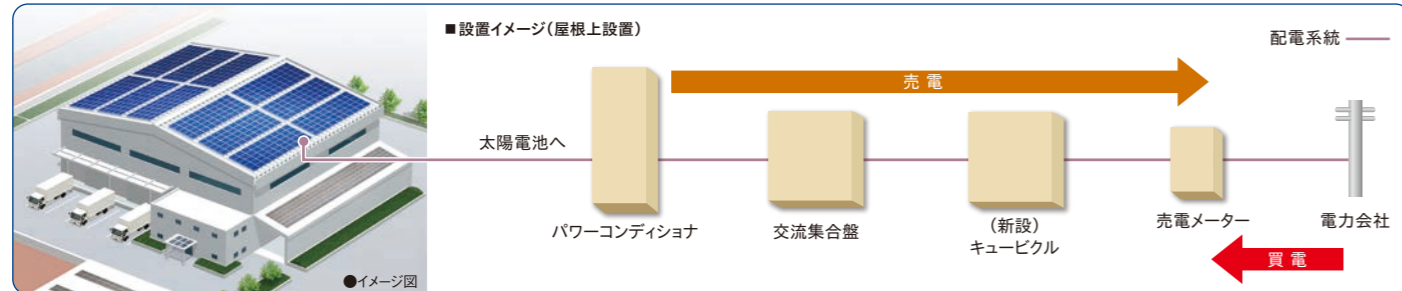 ■設置イメージ(屋根上設置)
配電系統
売電
太陽電池へ
パワーコンディショナ
交流集合盤
(新設)
キュービクル
売電メーター
電力会社
買電
●イメージ図